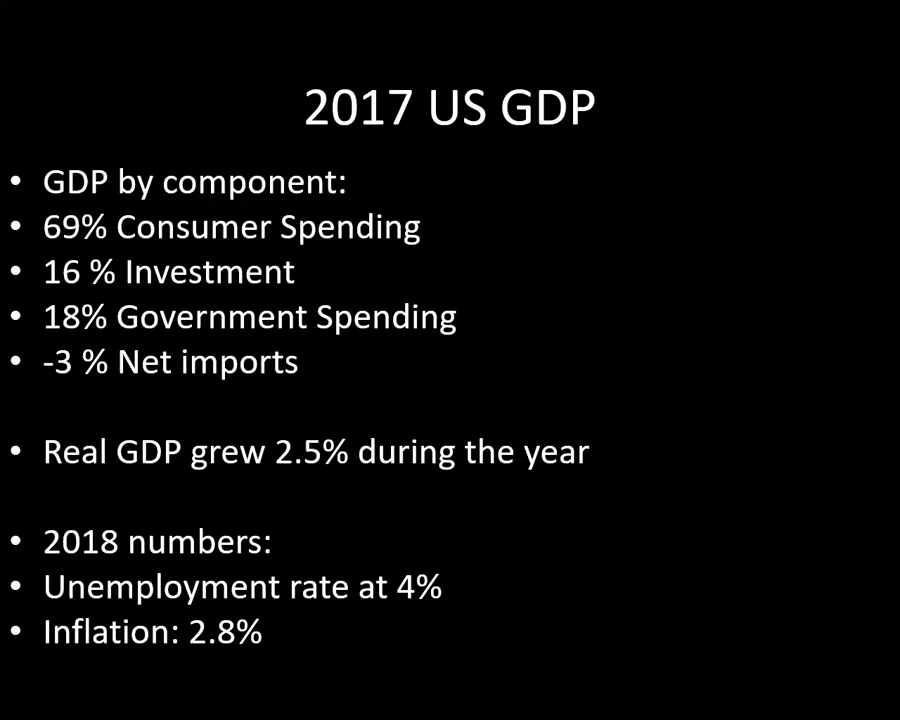 2017 US GDP
• GDP by component:
• 69% Consumer Spending
• 16 % Investment
• 18% Government Spending
• -3 % Net imports
• Real GDP grew 2.5% during the year
• 2018 numbers:
• Unemployment rate at 4%
• Inflation: 2.8%